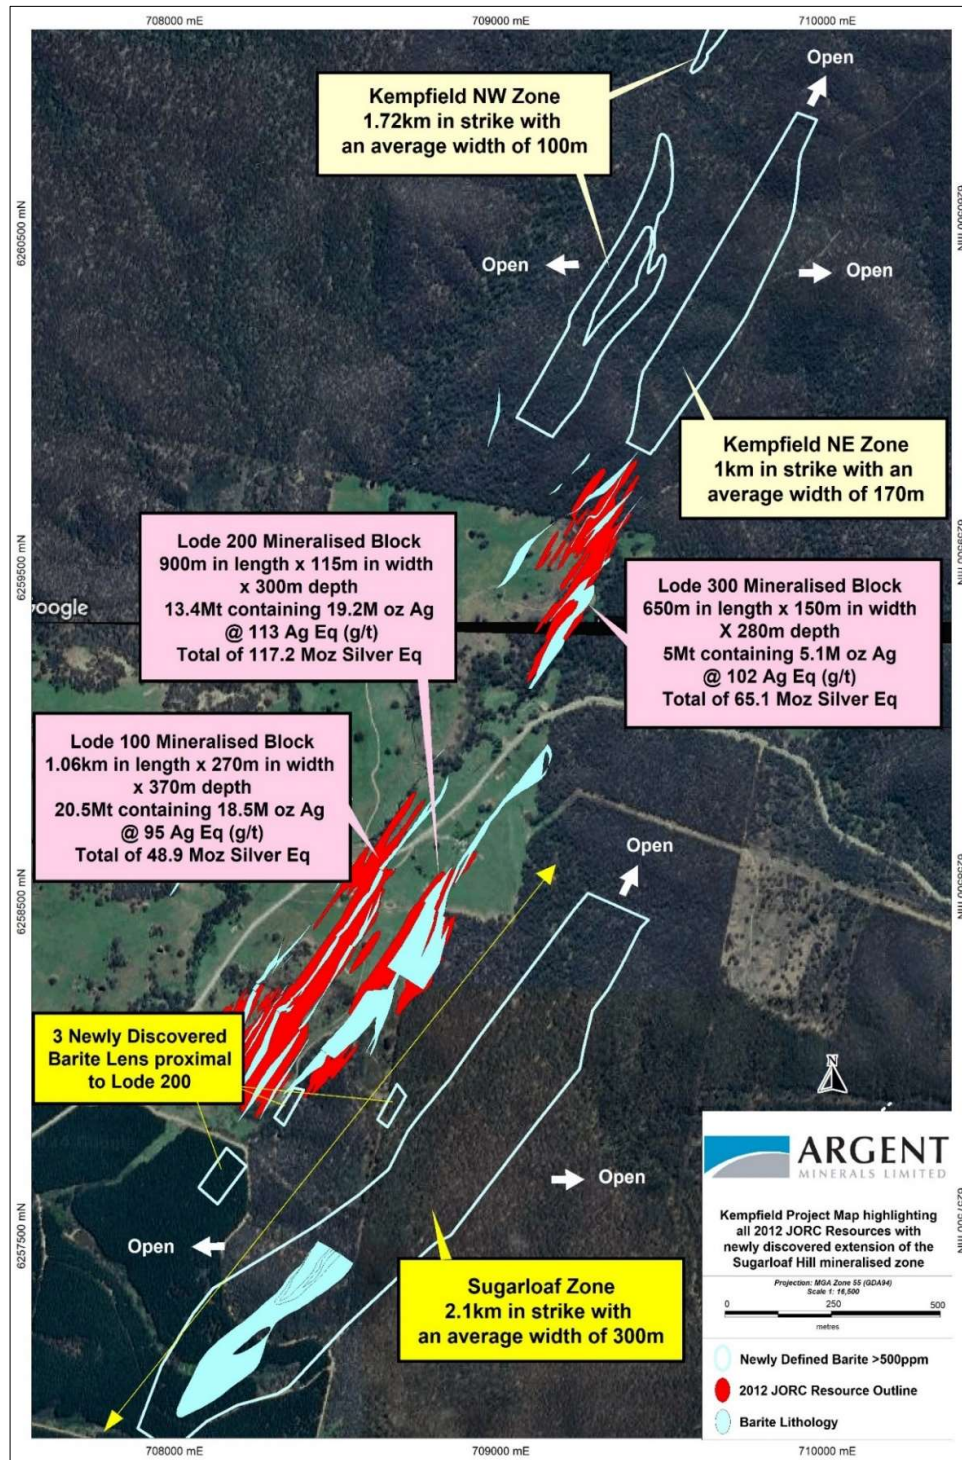 708000 mE
709000 mE
710000 mE
Open
Kempfield NW Zone
1.72km in strike with
an average width of 100m
6260500 mN
6260500 mN
Open
Open
Kempfield NE Zone
1km in strike with an
average width of 170m
Lode 200 Mineralised Block
900m in length x 115m in width
x 300m depth
13.4Mt containing 19.2M oz Ag
@ 113 Ag Eq (g/t)
Total of 117.2 Moz Silver Eq
6259500 mN
6259500 mN
Lode 300 Mineralised Block
650m in length x 150m in width
X 280m depth
5Mt containing 5.1M oz Ag
@ 102 Ag Eq (g/t)
Total of 65.1 Moz Silver Eq
Lode 100 Mineralised Block
1.06km in length x 270m in width
x 370m depth
20.5Mt containing 18.5M oz Ag
@ 95 Ag Eq (g/t)
Total of 48.9 Moz Silver Eq
Open
6258500 mN
6258500 mN
3 Newly Discovered
Barite Lens proximal
to Lode 200
N
Open
Open
6257500 mN
6257500 mN
Sugarloaf Zone
2.1km in strike with
an average width of 300m
ARGENT
MINERALS LIMITED
Kempfield Project Map highlighting
all 2012 JORC Resources with
newly discovered extension of the
Sugarloaf Hill mineralised zone
Projection: MGA Zone 55 (GDA94)
Scale 1: 16,500
0 250 500
metres
Newly Defined Barite >500ppm
2012 JORC Resource Outline
Barite Lithology
708000 mE
709000 mE
710000 mE